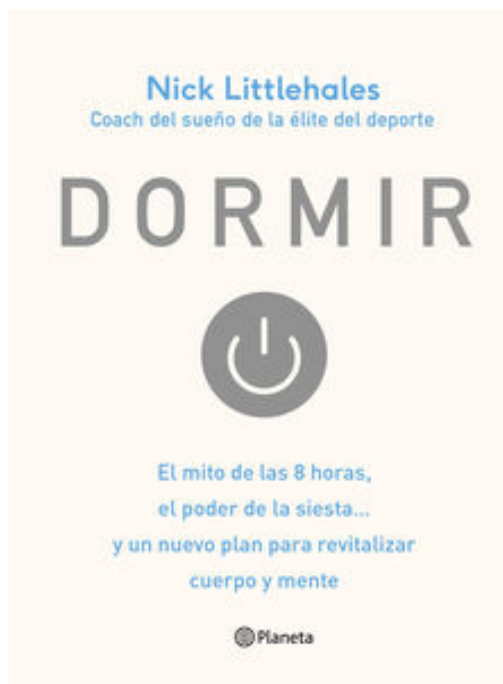 Nick Littlehales
Coach del sueño de la élite del deporte
DORMIR
El mito de las 8 horas,
el poder de la siesta...
y un nuevo plan para revitalizar
cuerpo y mente
Planeta